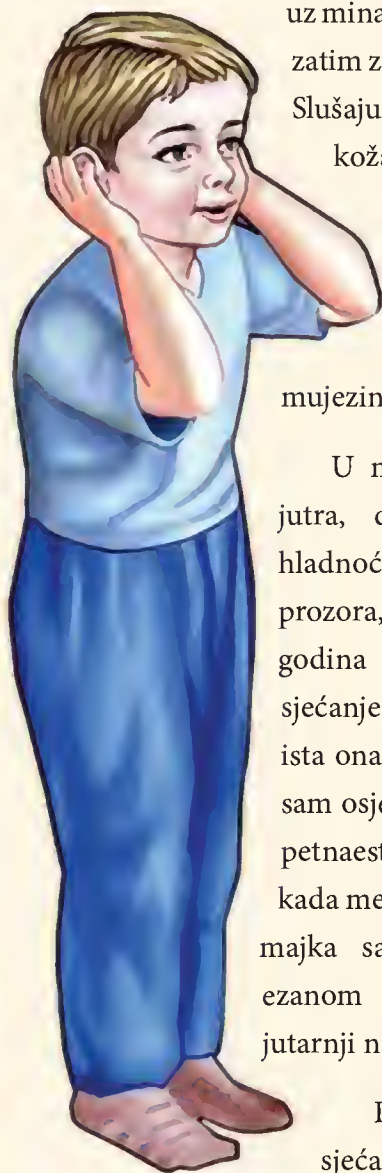 uz mina
zatim z
Slušaju
koža
mujezin
U n
jutra, d
hladnoć
prozora,
godina
sjećanje
ista ona
sam osje
petnaest
kada me
majka sa
ezanom
jutarnji n
sjeća